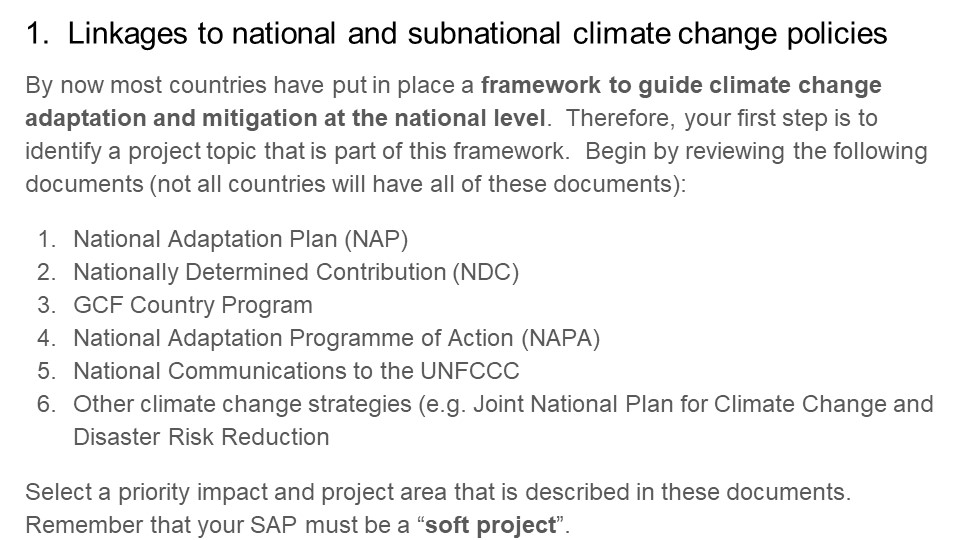 1. Linkages to national and subnational climate change policies
By now most countries have put in place a framework to guide climate change
adaptation and mitigation at the national level. Therefore, your first step is to
identify a project topic that is part of this framework. Begin by reviewing the following
documents (not all countries will have all of these documents):
1. National Adaptation Plan (NAP)
2. Nationally Determined Contribution (NDC)
3. GCF Country Program
4. National Adaptation Programme of Action (NAPA)
5. National Communications to the UNFCCC
6. Other climate change strategies (e.g. Joint National Plan for Climate Change and
Disaster Risk Reduction
Select a priority impact and project area that is described in these documents.
Remember that your SAP must be a “soft project”.